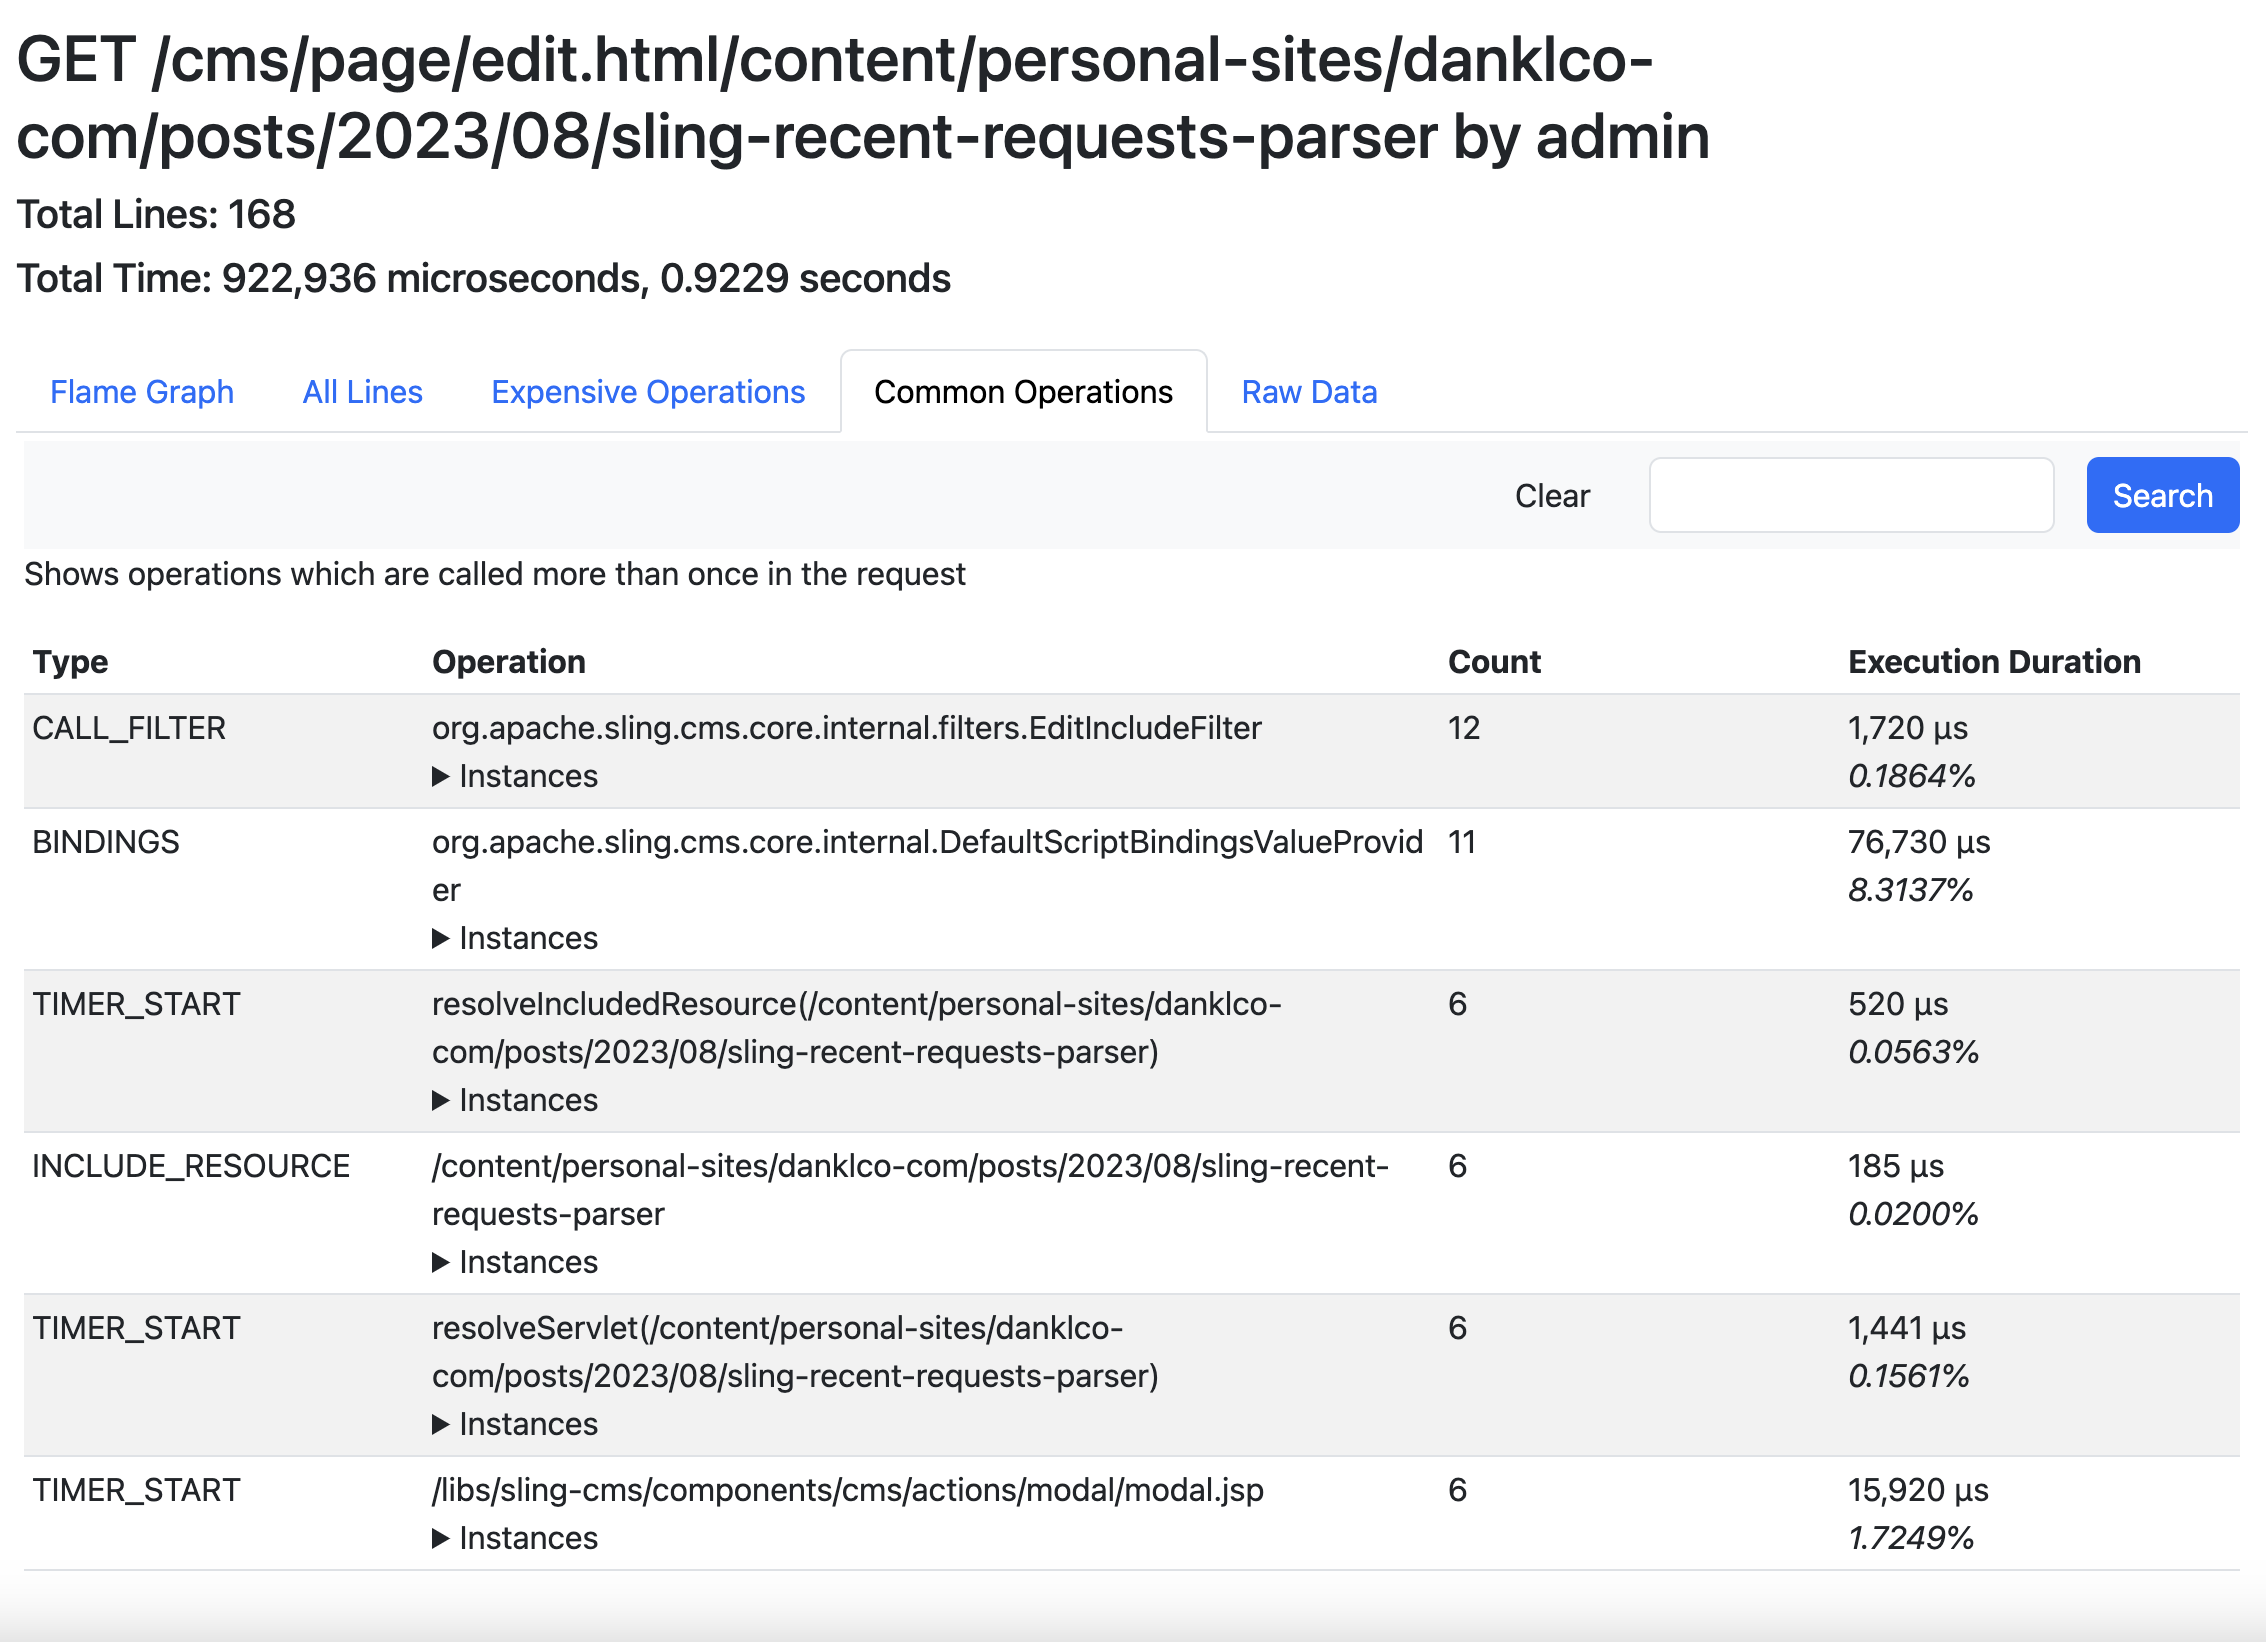 GET /cms/page/edit.html/content/personal-sites/danklco-
com/posts/2023/08/sling-recent-requests-parser by admin
Total Lines: 168
Total Time: 922,936 microseconds, 0.9229 seconds
Flame Graph All Lines Expensive Operations Common Operations Raw Data
Clear Search
Shows operations which are called more than once in the request
Type Operation Count Execution Duration
CALL_FILTER org.apache.sling.cms.core.internal.filters.EditIncludeFilter 12 1,720 µs
▶ Instances 0.1864%
BINDINGS org.apache.sling.cms.core.internal.DefaultScriptBindingsValueProvid 11 76,730 µs
er 8.3137%
▶ Instances
TIMER_START resolveIncludedResource(/content/personal-sites/danklco- 6 520 µs
com/posts/2023/08/sling-recent-requests-parser) 0.0563%
▶ Instances
INCLUDE_RESOURCE /content/personal-sites/danklco-com/posts/2023/08/sling-recent- 6 185 µs
requests-parser 0.0200%
▶ Instances
TIMER_START resolveServlet(/content/personal-sites/danklco- 6 1,441 µs
com/posts/2023/08/sling-recent-requests-parser) 0.1561%
▶ Instances
TIMER_START /libs/sling-cms/components/cms/actions/modal/modal.jsp 6 15,920 µs
▶ Instances 1.7249%